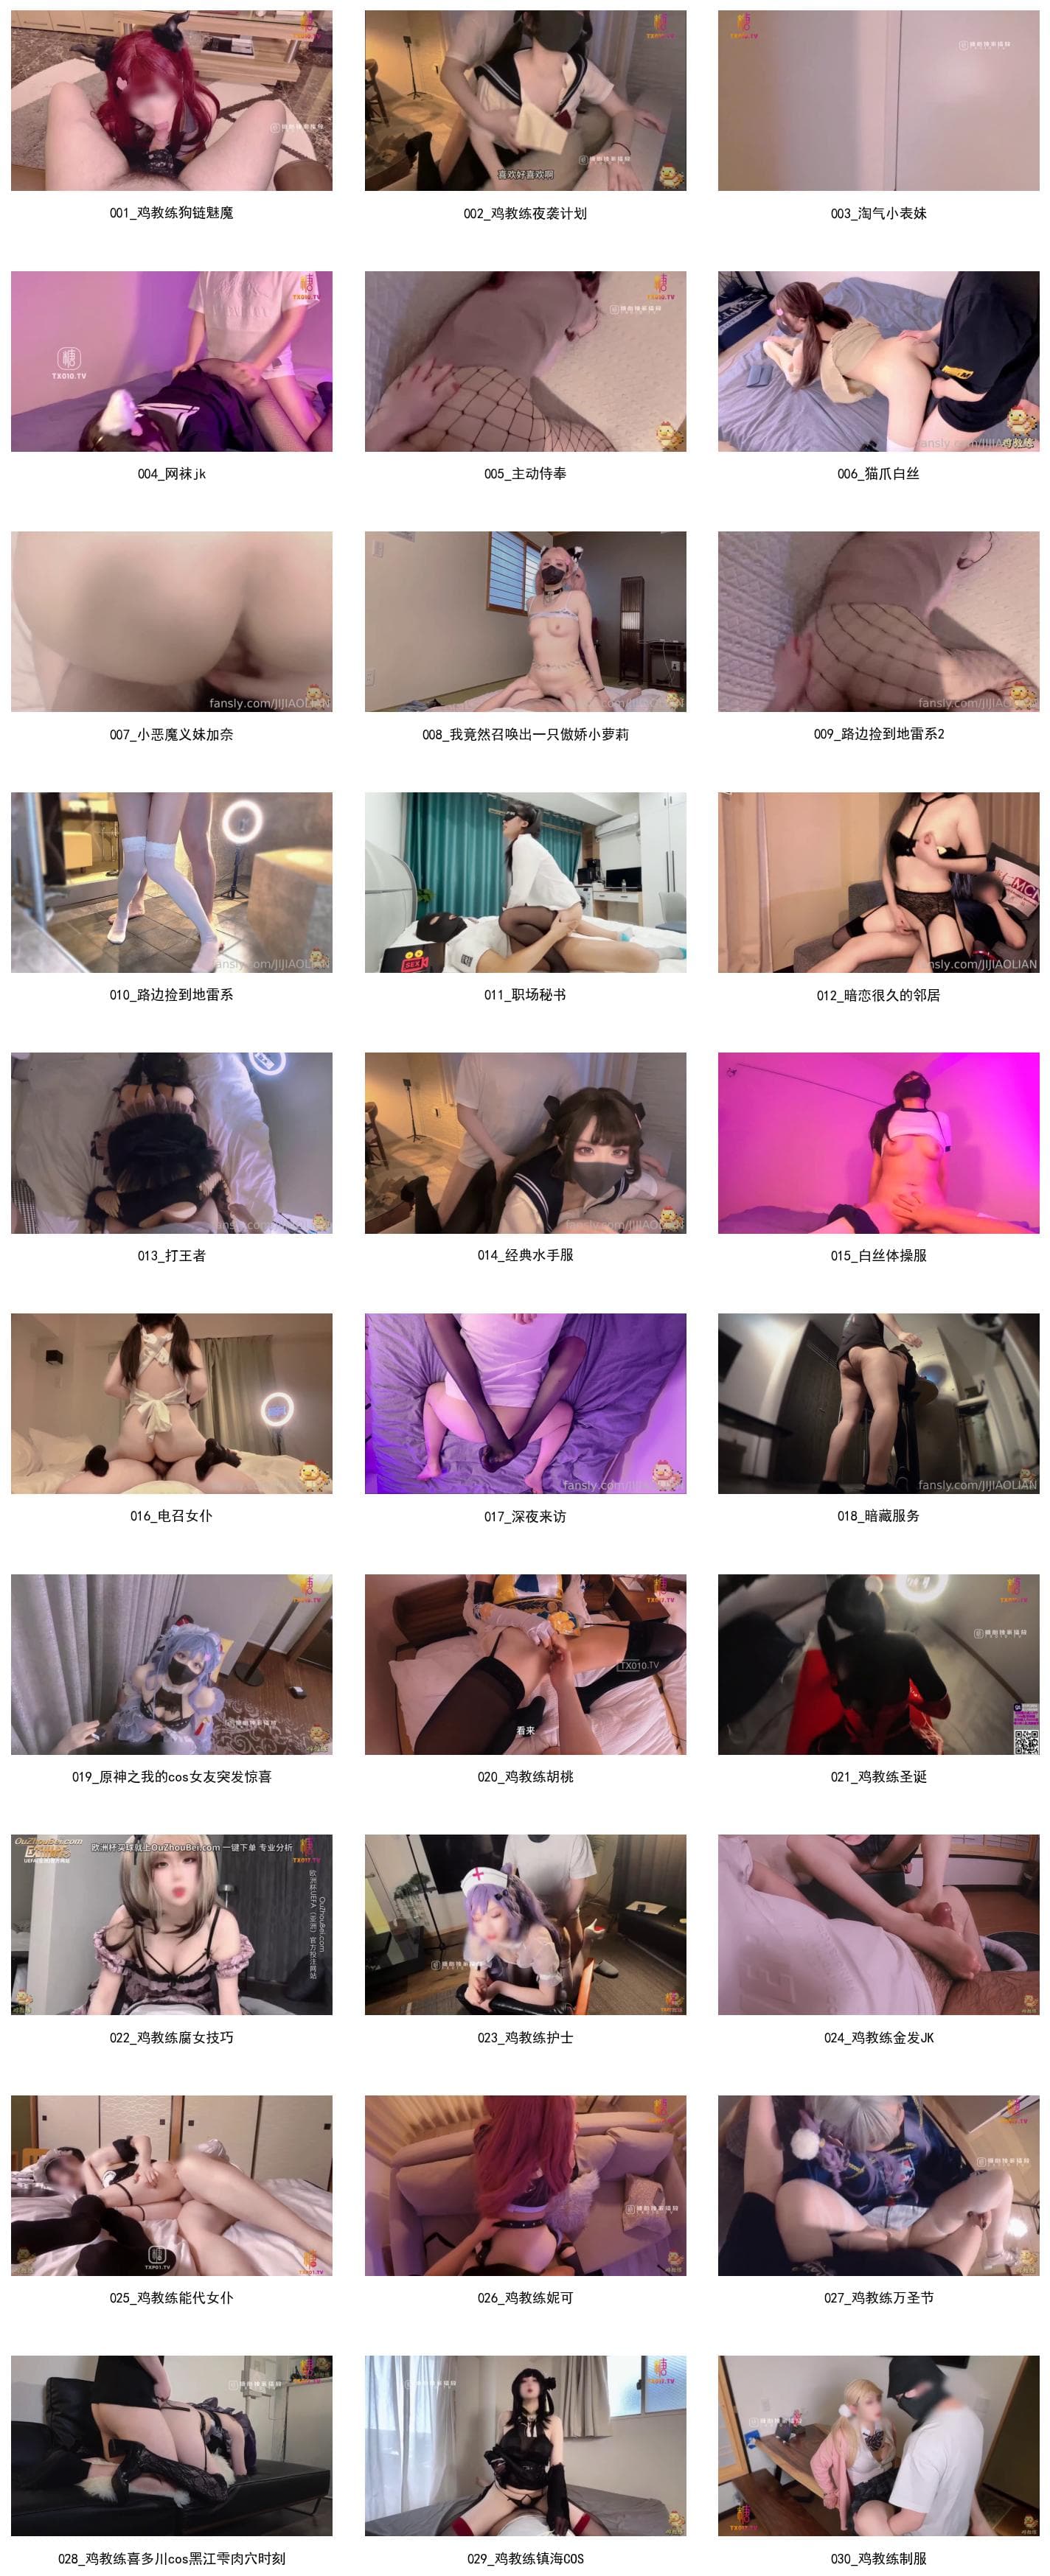 TX010.TV
喜欢好喜欢啊
001_鸡教练狗链魅魔
002_鸡教练夜袭计划
003_淘气小表妹
TX010.TV
TX010.TV
TX010.TV
fansly.com/JIJIAOLIAN
004_网袜jk
005_主动侍奉
006_猫爪白丝
fansly.com/JIJIAOLIAN
fansly.com/JIJIAOLIAN
007_小恶魔义妹加奈
008_我竟然召唤出一只傲娇小萝莉
009_路边捡到地雷系2
fansly.com/JIJIAOLIAN
SEX
fansly.com/JIJIAOLIAN
010_路边捡到地雷系
011_职场秘书
012_暗恋很久的邻居
fansly.com/JIJIAOLIAN
013_打王者
014_经典水手服
015_白丝体操服
fansly.com/JIJIAOLIAN
fansly.com/JIJIAOLIAN
016_电召女仆
017_深夜来访
018_暗藏服务
TX010.TV
看来
019_原神之我的cos女友突发惊喜
020_鸡教练胡桃
021_鸡教练圣诞
OuZhouBei.com
欧洲杯买球就上OuZhouBei.com 一键下单 专业分析
OuZhouBei.com
022_鸡教练腐女技巧
023_鸡教练护士
024_鸡教练金发JK
TXP01.TV
025_鸡教练能代女仆
026_鸡教练妮可
027_鸡教练万圣节
028_鸡教练喜多川cos黑江雫肉穴时刻
029_鸡教练镇海COS
030_鸡教练制服